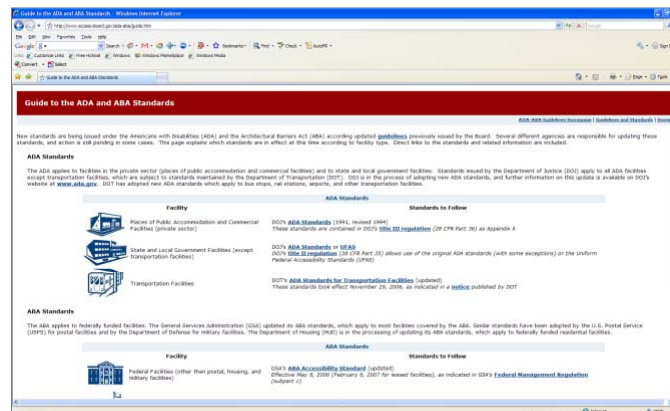 Guide to the ADA and ABA Standards - Windows Internet Explorer
http://www.access-board.gov/ada-aba/guide.htm
File Edit View Favorites Tools Help
Google
Convert Select
Guide to the ADA and ABA Standards
Guide to the ADA and ABA Standards
ADA-ABA Guidelines Homepage | Guidelines and Standards | Home
New standards are being issued under the Americans with Disabilities (ADA) and the Architectural Barriers Act (ABA) according updated guidelines previously issued by the Board. Several different agencies are responsible for updating these
standards, and action is still pending in some cases. This page explains which standards are in effect at this time according to facility type. Direct links to the standards and related information are included.
ADA Standards
The ADA applies to facilities in the private sector (places of public accommodation and commercial facilities) and to state and local government facilities. Standards issued by the Department of Justice (DOJ) apply to all ADA facilities
except transportation facilities, which are subject to standards maintained by the Department of Transportation (DOT). DOJ is in the process of adopting new ADA standards, and further information on this update is available on DOJ's
website at www.ada.gov. DOT has adopted new ADA standards which apply to bus stops, rail stations, airports, and other transportation facilities.
ADA Standards
Facility Standards to Follow
Places of Public Accommodation and Commercial
Facilities (private sector)
DOJ's ADA Standards (1991, revised 1994)
These standards are contained in DOJ's title III regulation (28 CFR Part 36) as Appendix A
State and Local Government Facilities (except
transportation facilities)
DOJ's ADA Standards or UFAS
DOJ's title II regulation (28 CFR Part 35) allows use of the original ADA standards (with some exceptions) or the Uniform
Federal Accessibility Standards (UFAS)
Transportation Facilities
DOT's ADA Standards for Transportation Facilities (updated)
These standards took effect November 29, 2006, as indicated in a notice published by DOT
ABA Standards
The ABA applies to federally funded facilities. The General Services Administration (GSA) updated its ABA standards, which apply to most facilities covered by the ABA. Similar standards have been adopted by the U.S. Postal Service
(USPS) for postal facilities and by the Department of Defense for military facilities. The Department of Housing (HUD) is in the processing of updating its ABA standards, which apply to federally funded residential facilities.
ABA Standards
Facility Standards to Follow
Federal Facilities (other than postal, housing, and
military facilities)
GSA's ABA Accessibility Standard (updated)
Effective May 8, 2006 (February 6, 2007 for leased facilities), as indicated in GSA's Federal Management Regulation
(subpart c)